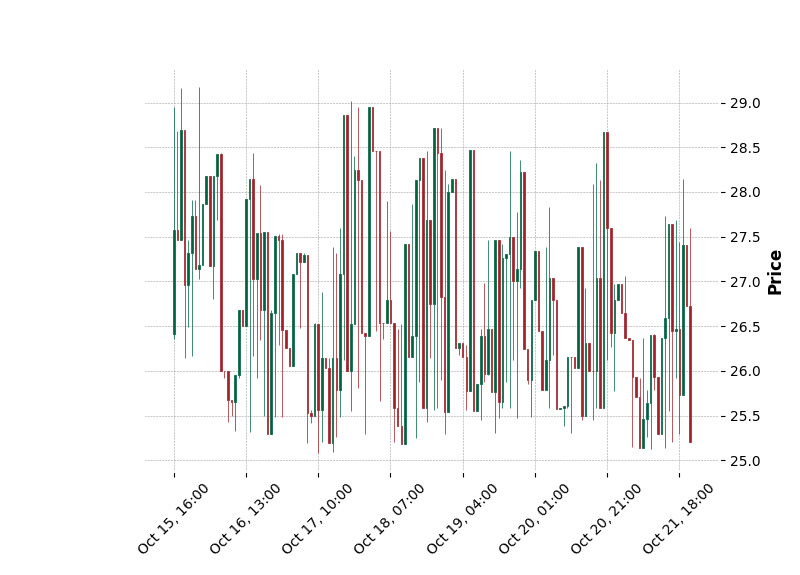 29.0
28.5
28.0
27.5
27.0
26.5
26.0
25.5
25.0
Price
Oct 15, 16:00
Oct 16, 13:00
Oct 17, 10:00
Oct 18, 07:00
Oct 19, 04:00
Oct 20, 01:00
Oct 20, 21:00
Oct 21, 18:00